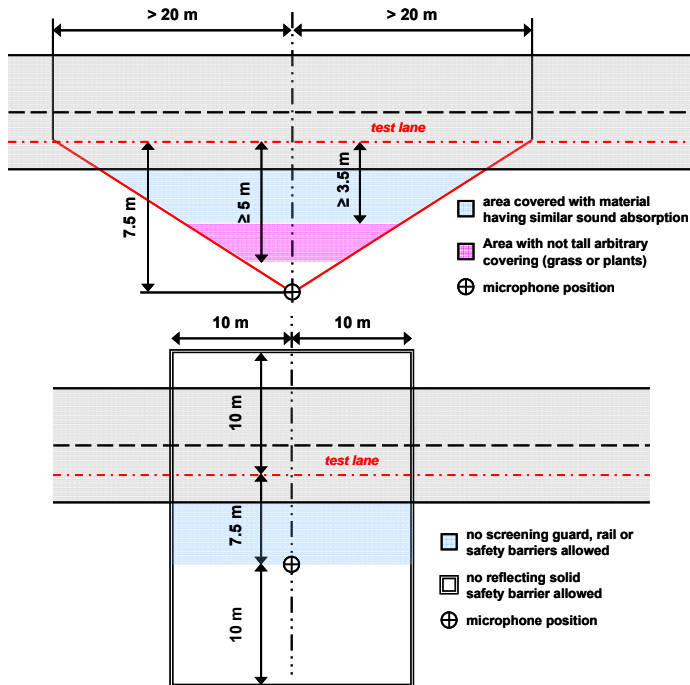 > 20 m
> 20 m
test lane
7.5 m
≥ 5 m
≥ 3.5 m
area covered with material
having similar sound absorption
Area with not tall arbitrary
covering (grass or plants)
microphone position
10 m
10 m
10 m
test lane
7.5 m
no screening guard, rail or
safety barriers allowed
no reflecting solid
safety barrier allowed
microphone position
10 m